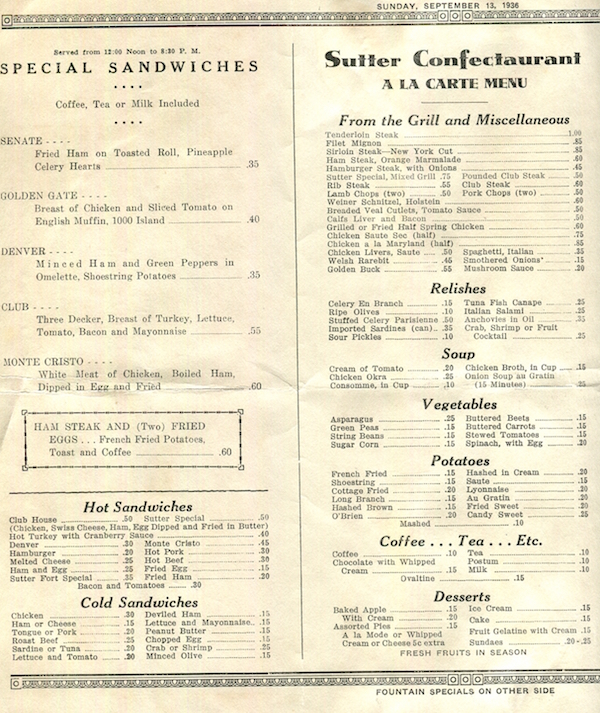 SUNDAY, SEPTEMBER 13, 1936
Served from 12:00 Noon to 8:30 P. M.
SPECIAL SANDWICHES
Coffee, Tea or Milk Included
SENATE - - - -
Fried Ham on Toasted Roll, Pineapple
Celery Hearts .35
GOLDEN GATE - - - -
Breast of Chicken and Sliced Tomato on
English Muffin, 1000 Island .40
DENVER - - - -
Minced Ham and Green Peppers in
Omelette, Shoestring Potatoes .35
CLUB - - - -
Three Decker, Breast of Turkey, Lettuce,
Tomato, Bacon and Mayonnaise .55
MONTE CRISTO - - - -
White Meat of Chicken, Boiled Ham,
Dipped in Egg and Fried .60
HAM STEAK AND (Two) FRIED
EGGS . . . French Fried Potatoes,
Toast and Coffee .60
Hot Sandwiches
Club House .50 Sutter Special .50
(Chicken, Swiss Cheese, Ham, Egg Dipped and Fried in Butter)
Hot Turkey with Cranberry Sauce .40
Denver .30 Monte Cristo .45
Hamburger .20 Hot Pork .30
Melted Cheese .25 Hot Beef .30
Ham and Egg .25 Fried Egg .15
Sutter Fort Special .35 Fried Ham .20
Bacon and Tomatoes .30
Cold Sandwiches
Chicken .30 Deviled Ham .15
Ham or Cheese .15 Lettuce and Mayonnaise .15
Tongue or Pork .20 Peanut Butter .15
Roast Beef .25 Chopped Egg .15
Sardine or Tuna .20 Crab or Shrimp .25
Lettuce and Tomato .20 Minced Olive .15
Sutter Confectaurant
A LA CARTE MENU
From the Grill and Miscellaneous
Tenderloin Steak 1.00
Filet Mignon .85
Sirloin Steak—New York Cut .85
Ham Steak, Orange Marmalade .60
Hamburger Steak, with Onions .45
Sutter Special, Mixed Grill .75 Pounded Club Steak .50
Rib Steak .55 Club Steak .60
Lamb Chops (two) .50 Pork Chops (two) .50
Weiner Schnitzel, Holstein .60
Breaded Veal Cutlets, Tomato Sauce .50
Calfs Liver and Bacon .50
Grilled or Fried Half Spring Chicken .60
Chicken Saute Sec (half) .75
Chicken a la Maryland (half) .85
Chicken Livers, Saute .50 Spaghetti, Italian .35
Welsh Rarebit .45 Smothered Onions .15
Golden Buck .55 Mushroom Sauce .20
Relishes
Celery En Branch .15 Tuna Fish Canape .25
Ripe Olives .10 Italian Salami .25
Stuffed Celery Parisienne .50 Anchovies in Oil .35
Imported Sardines (can) .35 Crab, Shrimp or Fruit
Sour Pickles .10 Cocktail .25
Soup
Cream of Tomato .20 Chicken Broth, in Cup .15
Chicken Okra .25 Onion Soup au Gratin
Consomme, in Cup .10 (15 Minutes) .25
Vegetables
Asparagus .25 Buttered Beets .15
Green Peas .15 Buttered Carrots .15
String Beans .15 Stewed Tomatoes .15
Sugar Corn .15 Spinach, with Egg .20
Potatoes
French Fried .15 Hashed in Cream .20
Shoestring .15 Saute .15
Cottage Fried .20 Lyonnaise .20
Long Branch .15 Au Gratin .20
Hashed Brown .15 Fried Sweet .20
O'Brien .20 Candy Sweet .25
Mashed .10
Coffee . . . Tea . . . Etc.
Coffee .10 Tea .10
Chocolate with Whipped Postum .10
Cream .15 Milk .10
Ovaltine .15
Desserts
Baked Apple .15 Ice Cream .15
With Cream .20 Cake .15
Assorted Pies .15 Fruit Gelatine with Cream .15
A la Mode or Whipped
Cream or Cheese 5c extra Sundaes .20-.25
FRESH FRUITS IN SEASON
FOUNTAIN SPECIALS ON OTHER SIDE